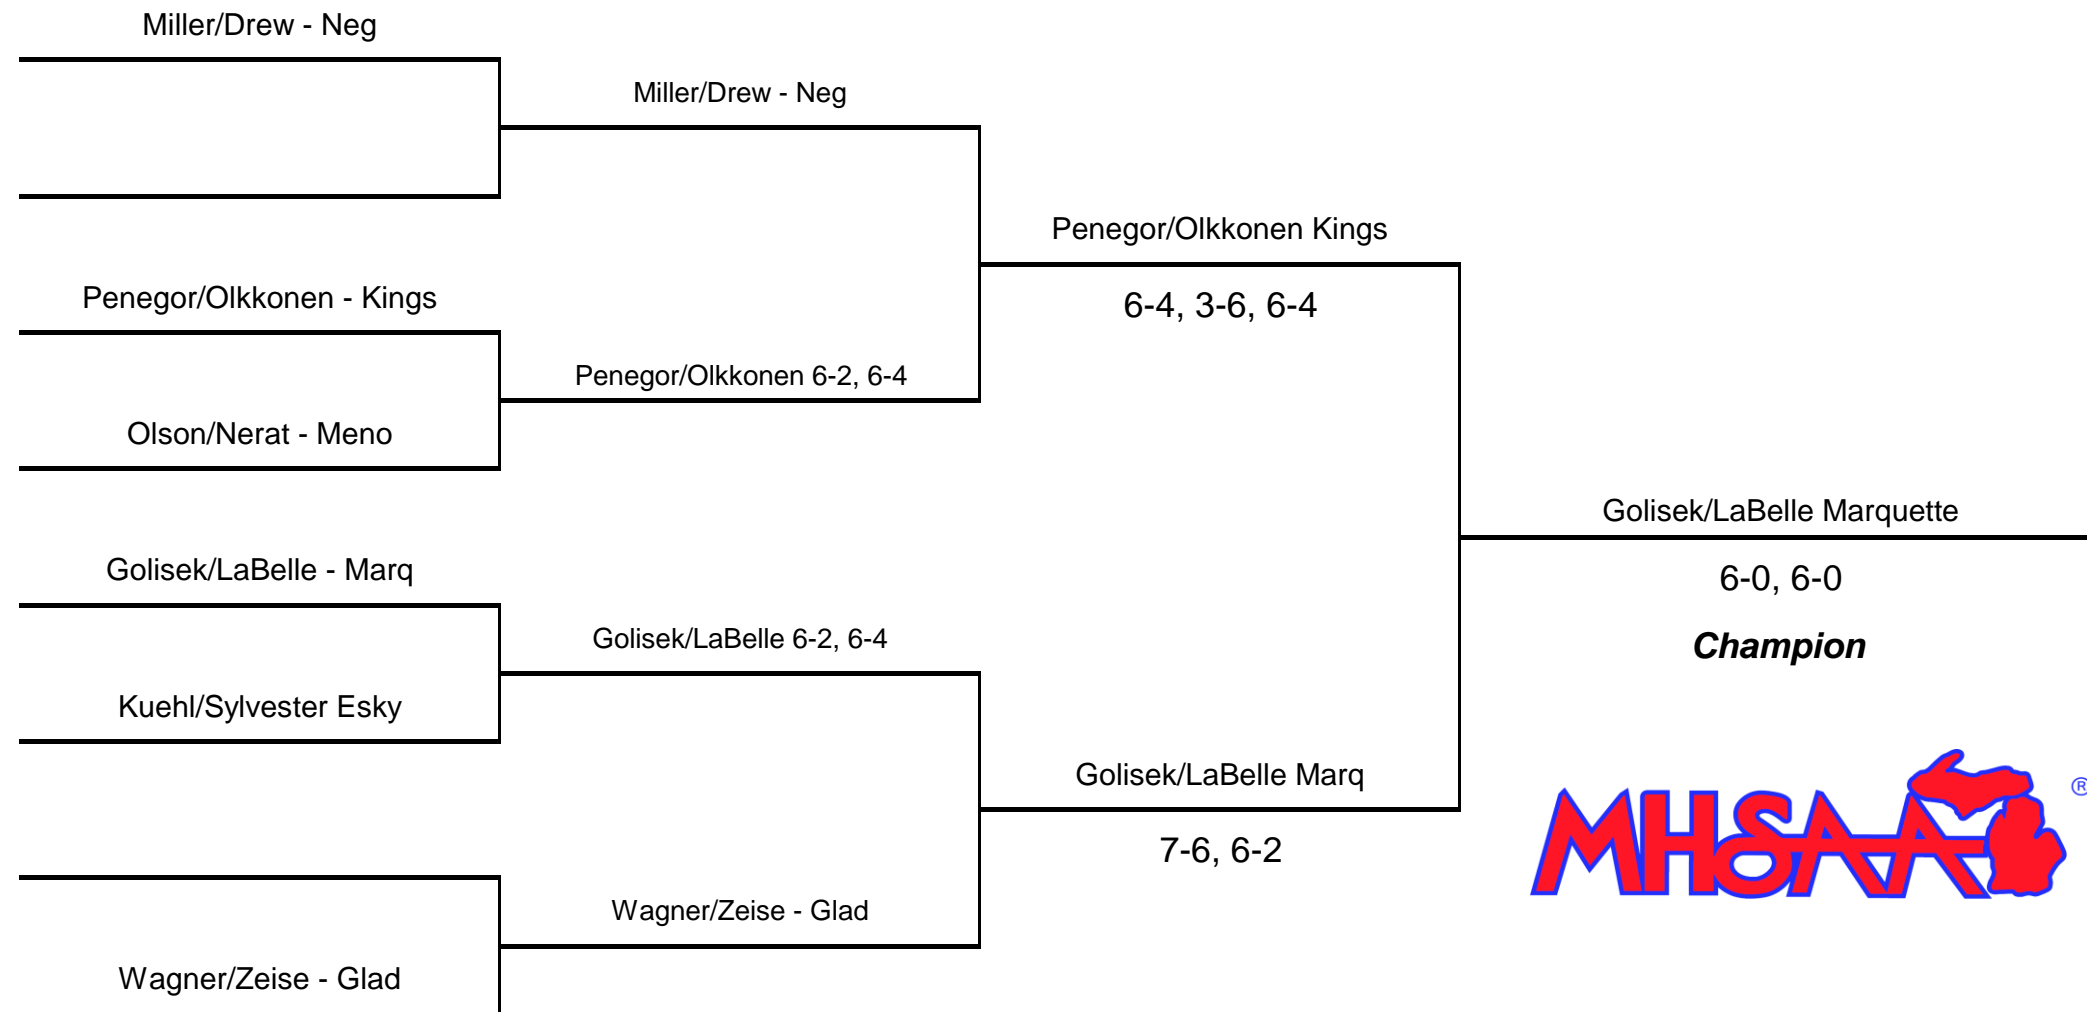 Miller/Drew - Neg
Miller/Drew - Neg
Penegor/Olkkonen Kings
Penegor/Olkkonen - Kings
6-4, 3-6, 6-4
Penegor/Olkkonen 6-2, 6-4
Olson/Nerat - Meno
Golisek/LaBelle Marquette
Golisek/LaBelle - Marq
6-0, 6-0
Golisek/LaBelle 6-2, 6-4
Champion
Kuehl/Sylvester Esky
Golisek/LaBelle Marq
MHSAA ®
7-6, 6-2
Wagner/Zeise - Glad
Wagner/Zeise - Glad